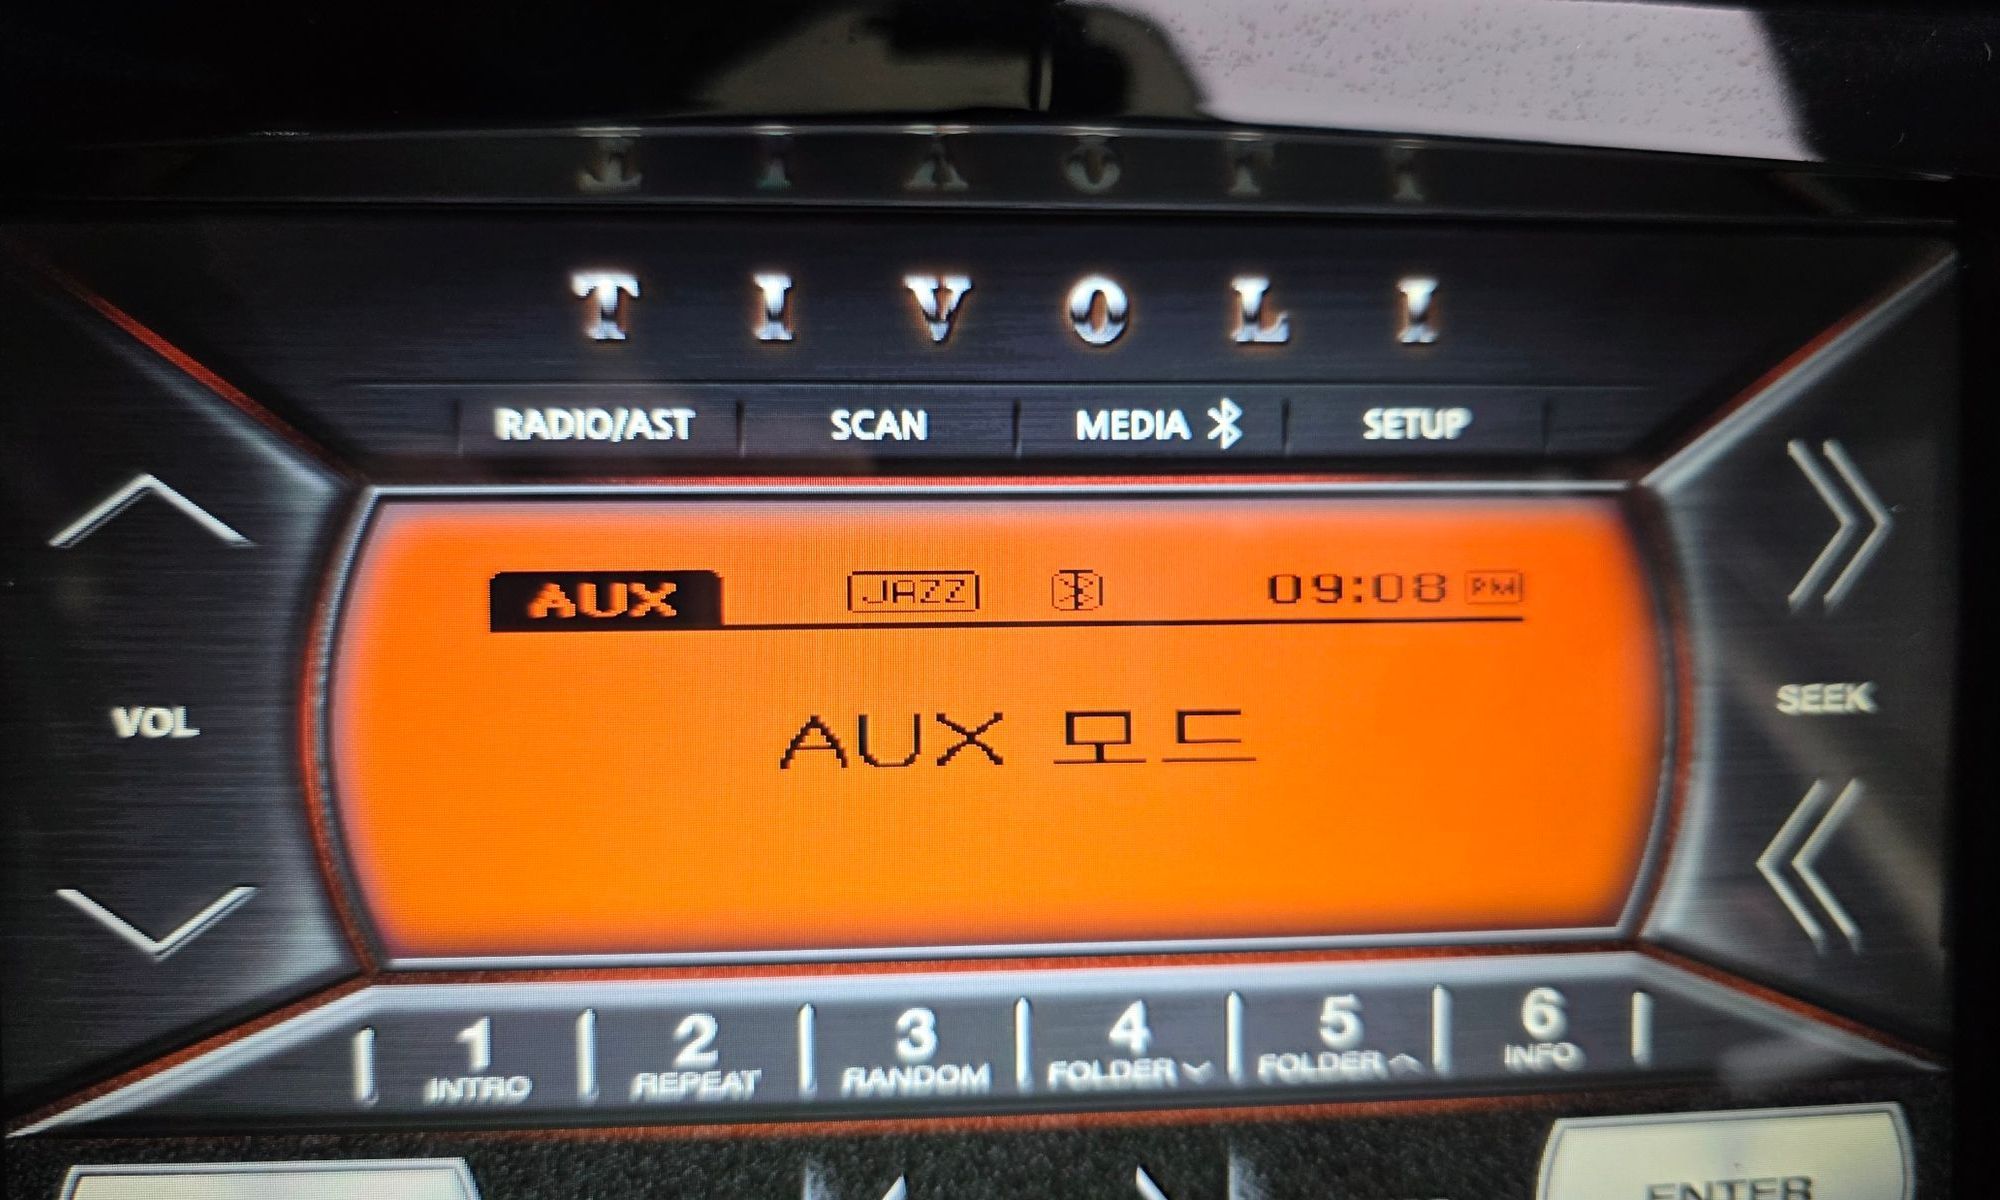 TIVOLI
RADIO/AST SCAN MEDIA SETUP
AUX JAZZ 09:08 PM
AUX 모드
VOL
SEEK
1 2 3 4 5 6
INTRO REPEAT RANDOM FOLDER FOLDER INFO
ENTER